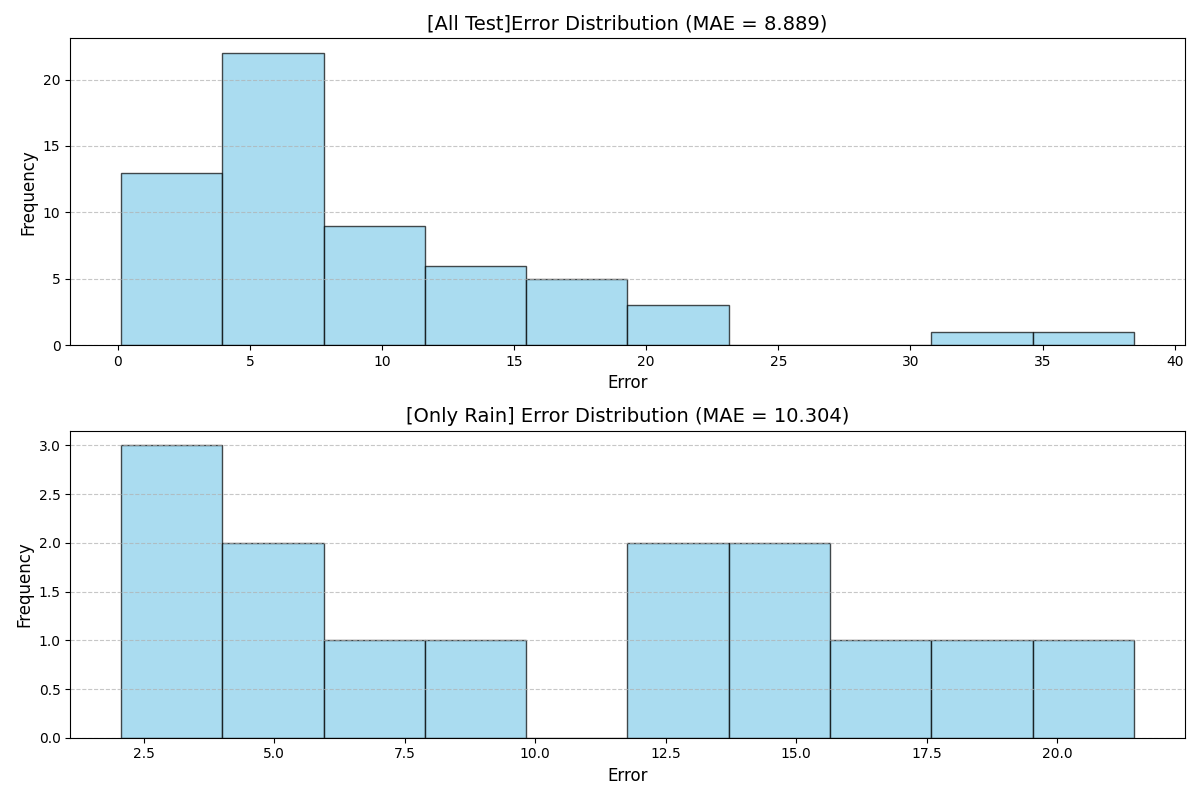 [All Test]Error Distribution (MAE = 8.889)
Frequency
20
15
10
5
0
0 5 10 15 20 25 30 35 40
Error
[Only Rain] Error Distribution (MAE = 10.304)
Frequency
3.0
2.5
2.0
1.5
1.0
0.5
0.0
2.5 5.0 7.5 10.0 12.5 15.0 17.5 20.0
Error